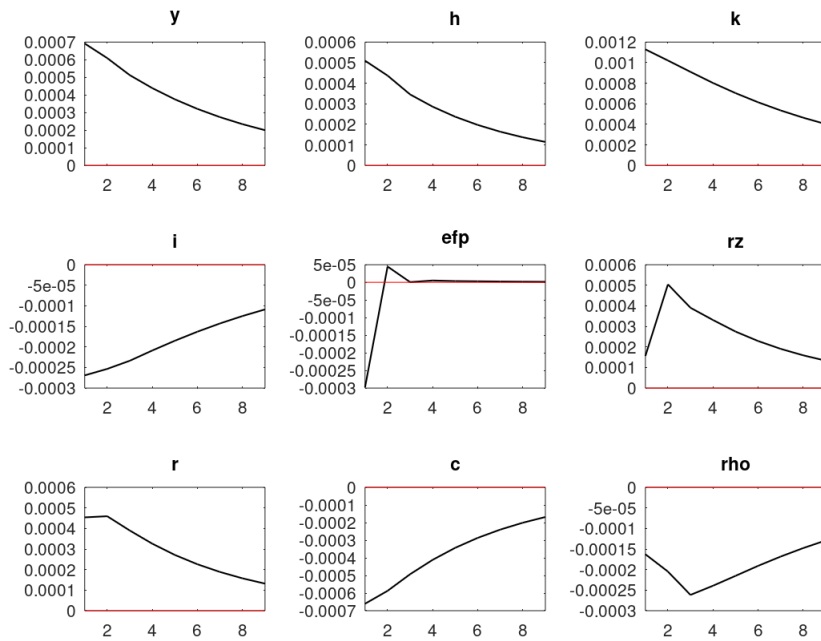 y h k
0.0007 0.0006 0.0012
0.0006 0.0005 0.001
0.0005 0.0004 0.0008
0.0004 0.0003 0.0006
0.0003 0.0002 0.0004
0.0002 0.0001 0.0002
0.0001
0 0 0
2 4 6 8 2 4 6 8 2 4 6 8
i efp rz
0 5e-05 0.0006
-5e-05 0 0.0005
-0.0001 -5e-05 0.0004
-0.00015 -0.0001 0.0003
-0.0002 -0.00015 0.0002
-0.00025 -0.0002 0.0001
-0.0003 -0.00025 0
-0.0003
2 4 6 8 2 4 6 8 2 4 6 8
r c rho
0.0006 0 0
0.0005 -0.0001 -5e-05
0.0004 -0.0002 -0.0001
0.0003 -0.0003 -0.00015
0.0002 -0.0004 -0.0002
0.0001 -0.0005 -0.00025
0 -0.0006 -0.0003
-0.0007
2 4 6 8 2 4 6 8 2 4 6 8